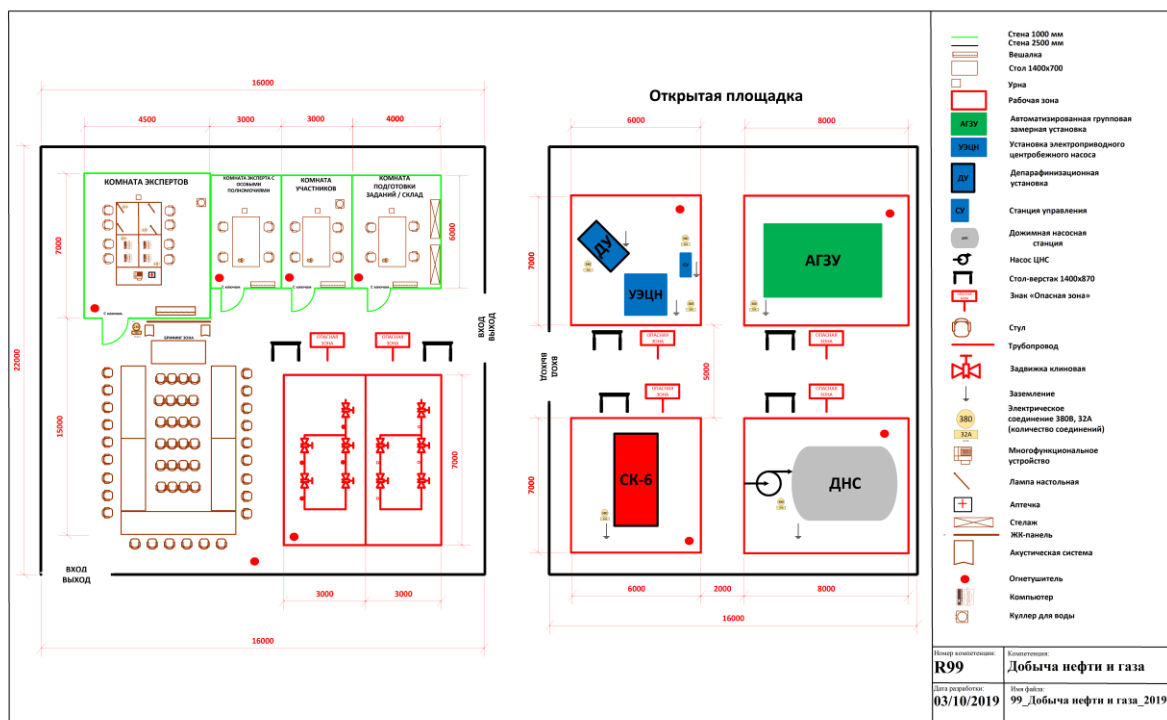 16000
4500
3000
3000
4000
22000
7000
15000
6000
КОМНАТА ЭКСПЕРТОВ
КОМНАТА ЭКСПЕРТА С
ОСОБЫМИ
ПОЛНОМОЧИЯМИ
КОМНАТА
УЧАСТНИКОВ
КОМНАТА
ПОДГОТОВКИ
ЗАДАНИЙ / СКЛАД
С ключом
С ключом
С ключом
С ключом
БРИФИНГ ЗОНА
ОПАСНАЯ
ЗОНА
ОПАСНАЯ
ЗОНА
ВХОД
ВЫХОД
7000
ВХОД
ВЫХОД
3000
3000
16000
Открытая площадка
6000
8000
7000
ДУ
УЭЦН
СУ
АГЗУ
ВХОД
ВЫХОД
ОПАСНАЯ
ЗОНА
ОПАСНАЯ
ЗОНА
5000
ОПАСНАЯ
ЗОНА
ОПАСНАЯ
ЗОНА
7000
СК-6
ДНС
6000
2000
8000
16000
Стена 1000 мм
Стена 2500 мм
Вешалка
Стол 1400х700
Урна
Рабочая зона
АГЗУ
Автоматизированная групповая
замерная установка
УЭЦН
Установка электроприводного
центробежного насоса
ДУ
Депарафинизационная
установка
СУ
Станция управления
Дожимная насосная
станция
Насос ЦНС
Стол-верстак 1400х870
Знак «Опасная зона»
Стул
Трубопровод
Задвижка клиновая
Заземление
380
32А
Электрическое
соединение 380В, 32А
(количество соединений)
Многофункциональное
устройство
Лампа настольная
Аптечка
Стелаж
ЖК-панель
Акустическая система
Огнетушитель
Компьютер
Куллер для воды
Номер компетенции:
R99
Компетенция:
Добыча нефти и газа
Дата разработки:
03/10/2019
Имя файла:
99_Добыча нефти и газа_2019